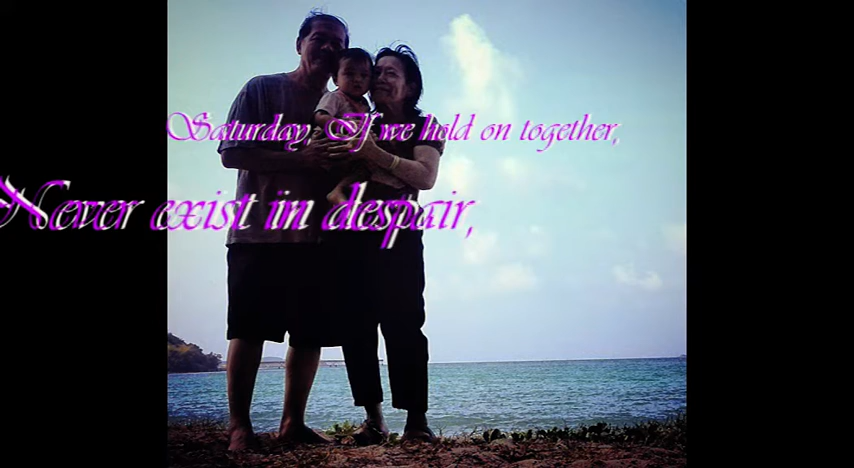 Saturday, If we hold on together,
Never exist in despair,